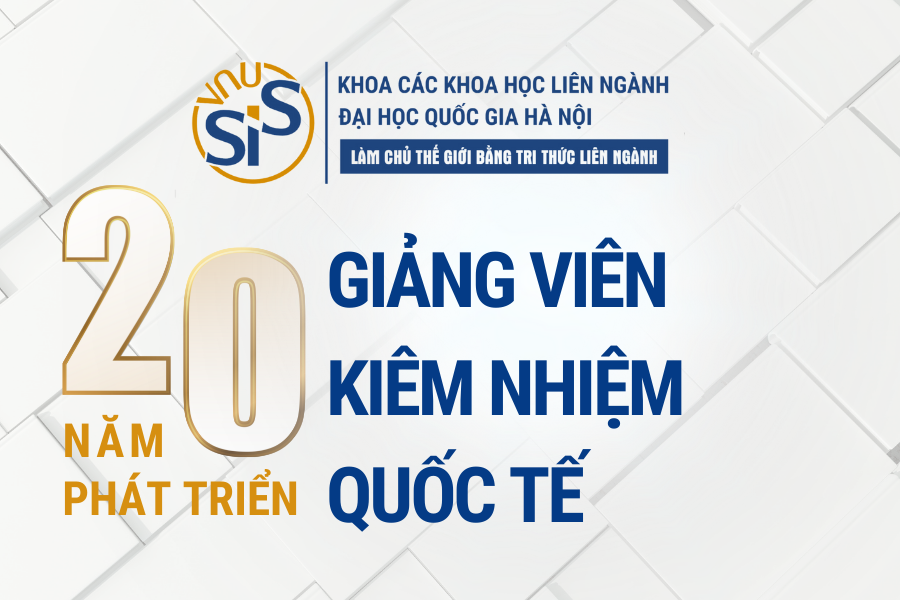 VNU
SIS
KHOA CÁC KHOA HỌC LIÊN NGÀNH
ĐẠI HỌC QUỐC GIA HÀ NỘI
LÀM CHỦ THẾ GIỚI BẰNG TRI THỨC LIÊN NGÀNH
20
NĂM
PHÁT TRIỂN
GIẢNG VIÊN
KIÊM NHIỆM
QUỐC TẾ